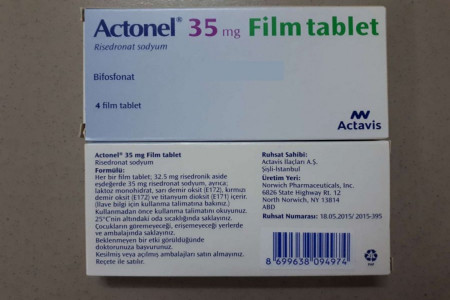 Actonel® 35 mg Film tablet
Risedronat sodyum
Bifosfonat
4 film tablet
Actavis
Actonel® 35 mg Film tablet
Risedronat sodyum
Formülü:
Her bir film tablet; 32.5 mg risedronik aside
eşdeğerde 35 mg risedronat sodyum, ayrıca;
laktoz monohidrat, sarı demir oksit (E172), kırmızı
demir oksit (E172) ve titanyum dioksit (E171) içerir.
(İlave bilgi için kullanma talimatına bakınız.)
Kullanmadan önce kullanma talimatını okuyunuz.
25°C'nin altındaki oda sıcaklığında saklayınız.
Çocukların göremeyeceği, erişemeyeceği yerlerde
ve ambalajında saklayınız.
Beklenmeyen bir etki görüldüğünde
doktorunuza başvurunuz.
Kesilmiş veya açılmış ambalajları satın almayınız.
Reçete ile satılır.
Ruhsat Sahibi:
Actavis İlaçları A.Ş.
Şişli-İstanbul
Üretim Yeri:
Norwich Pharmaceuticals, Inc.
6826 State Highway Rt. 12
North Norwich, NY 13814
ABD
Ruhsat Numarası: 18.05.2015/ 2015-395
8 699638 094974